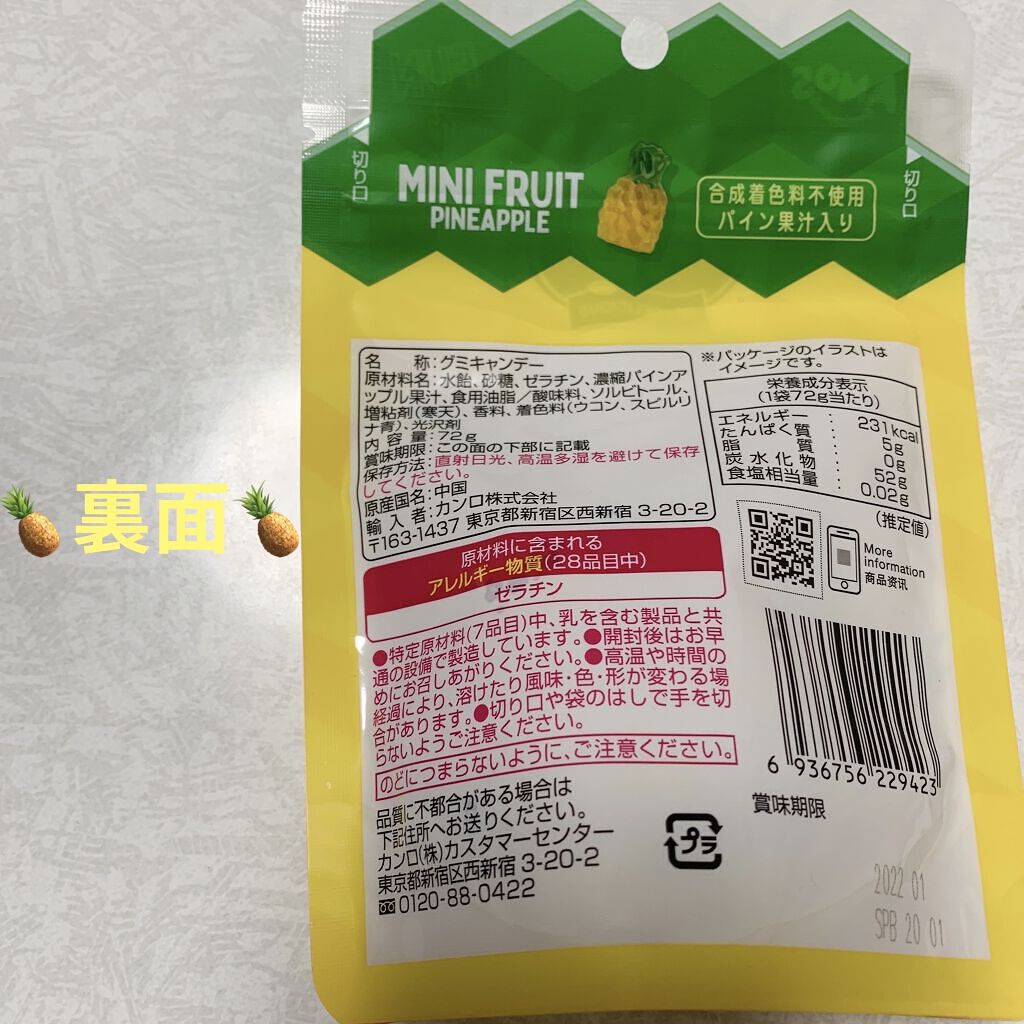 MINI FRUIT
PINEAPPLE
合成着色料不使用
パイン果汁入り
切り口
切り口
🍍裏面🍍
名　称:グミキャンデー
原材料名:水飴、砂糖、ゼラチン、濃縮パインア
ップル果汁、食用油脂/酸味料、ソルビトール、
増粘剤(寒天)、香料、着色料(ウコン、スピルリ
ナ青)、光沢剤
内容量:72g
賞味期限:この面の下部に記載
保存方法:直射日光、高温多湿を避けて保存
してください。
原産国名:中国
輸入者:カンロ株式会社
〒163-1437 東京都新宿区西新宿 3-20-2
原材料に含まれる
アレルギー物質(28品目中)
ゼラチン
●特定原材料(7品目)中、乳を含む製品と共
通の設備で製造しています。●開封後はお早
めにお召しあがりください。●高温や時間の
経過により、溶けたり風味・色・形が変わる場
合があります。●切り口や袋のはしで手を切
らないようご注意ください。
のどにつまらないように、ご注意ください。
品質に不都合がある場合は
下記住所へお送りください。
カンロ(株)カスタマーセンター
東京都新宿区西新宿 3-20-2
0120-88-0422
プラ
※パッケージのイラストは
イメージです。
栄養成分表示
(1袋72g当たり)
エネルギー : 231kcal
たんぱく質 : 5g
脂質 : 0g
炭水化物 : 52g
食塩相当量 : 0.02g
(推定値)
More
information
商品资讯
6 936756 229423
賞味期限
2022 01
SPB 20 01